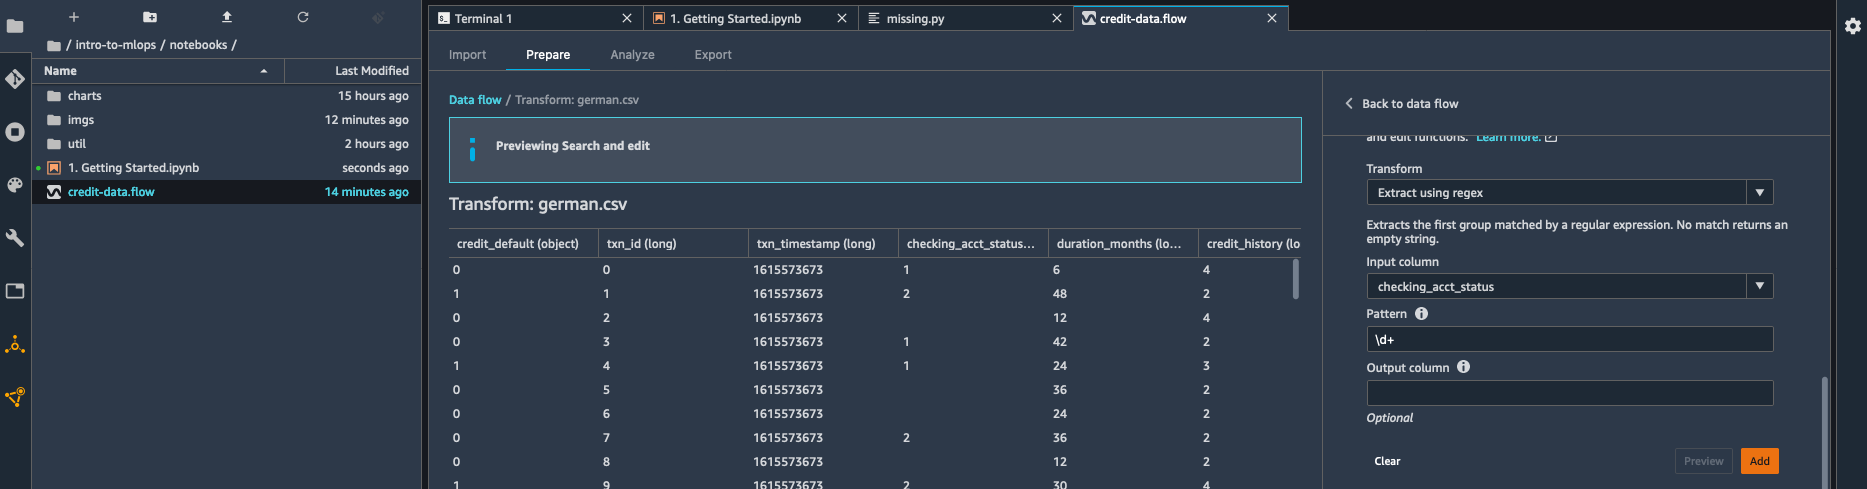 Terminal 1
1. Getting Started.ipynb
missing.py
credit-data.flow
/ intro-to-mlops / notebooks /
Name Last Modified
charts 15 hours ago
imgs 12 minutes ago
util 2 hours ago
1. Getting Started.ipynb seconds ago
credit-data.flow 14 minutes ago
Import Prepare Analyze Export
Data flow / Transform: german.csv
Previewing Search and edit
Transform: german.csv
credit_default (object) txn_id (long) txn_timestamp (long) checking_acct_status... duration_months (lo... credit_history (lo
0 0 1615573673 1 6 4
1 1 1615573673 2 48 2
0 2 1615573673 12 4
0 3 1615573673 1 42 2
1 4 1615573673 1 24 3
0 5 1615573673 36 2
0 6 1615573673 24 2
0 7 1615573673 2 36 2
0 8 1615573673 12 2
1 9 1615573673 2 30 4
Back to data flow
and edit functions. Learn more.
Transform
Extract using regex
Extracts the first group matched by a regular expression. No match returns an
empty string.
Input column
checking_acct_status
Pattern
\d+
Output column
Optional
Clear Preview Add